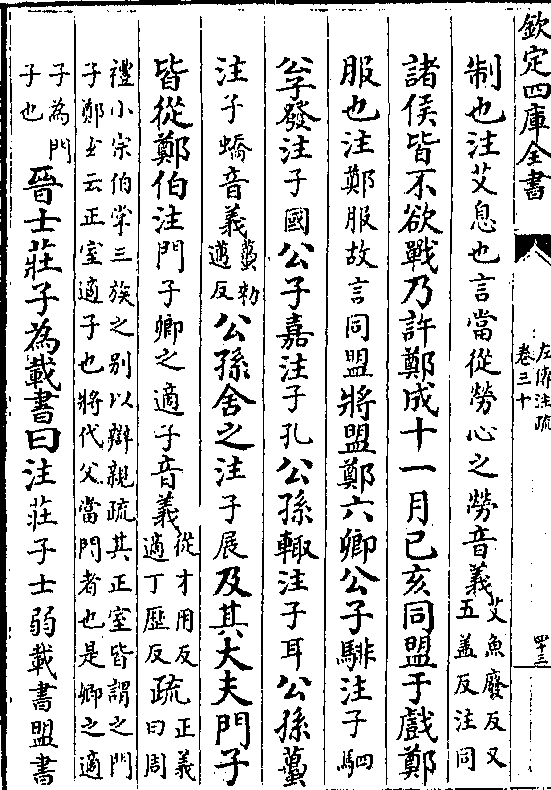 欽定四庫全書
左傳注疏
卷三十
四十三
制也注艾息也言當從勞心之勞音義艾魚廢反又
五盖反注同
諸侯皆不欲戰乃許鄭成十一月己亥同盟于戲鄭
服也注鄭服故言同盟將盟鄭六卿公子騑注子駟
公子發注子國公子嘉注子孔公孫輒注子耳公孫蠆
注子蟜音義蠆勑
邁反公孫舍之注子展及其大夫門子
皆從鄭伯注門子卿之適子音義從才用反
適丁歷反疏正義
曰周
禮小宗伯掌三族之别以辯親疏其正室皆謂之門
子鄭𤣥云正室適子也將代父當門者也是卿之適
子為門
子也晉士莊子為載書曰注莊子士弱載書盟書